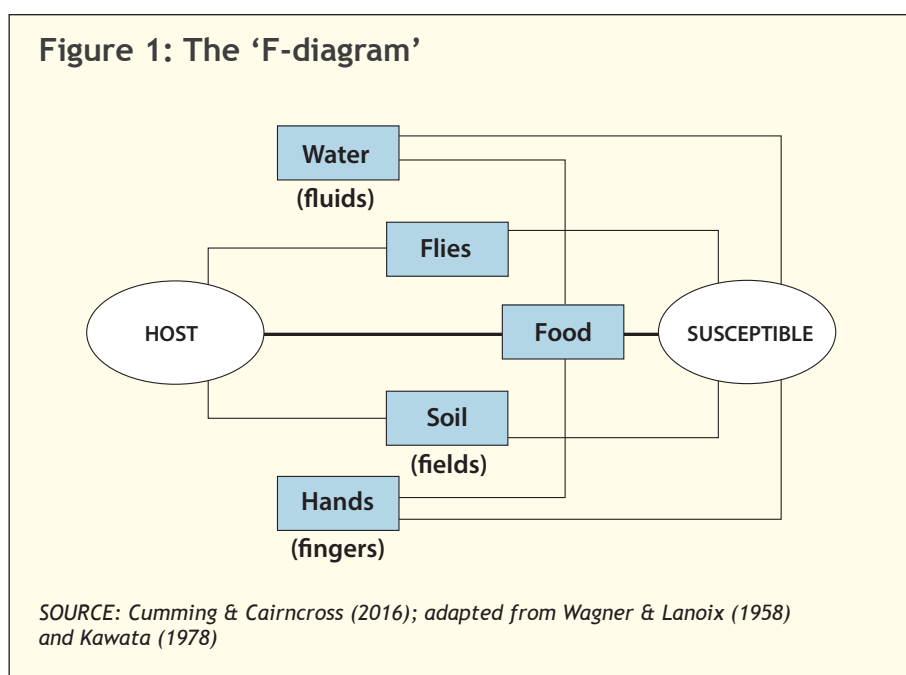 Figure 1: The ‘F-diagram’
Water
(fluids)
Flies
HOST
Food
SUSCEPTIBLE
Soil
(fields)
Hands
(fingers)
SOURCE: Cumming & Cairncross (2016); adapted from Wagner & Lanoix (1958)
and Kawata (1978)